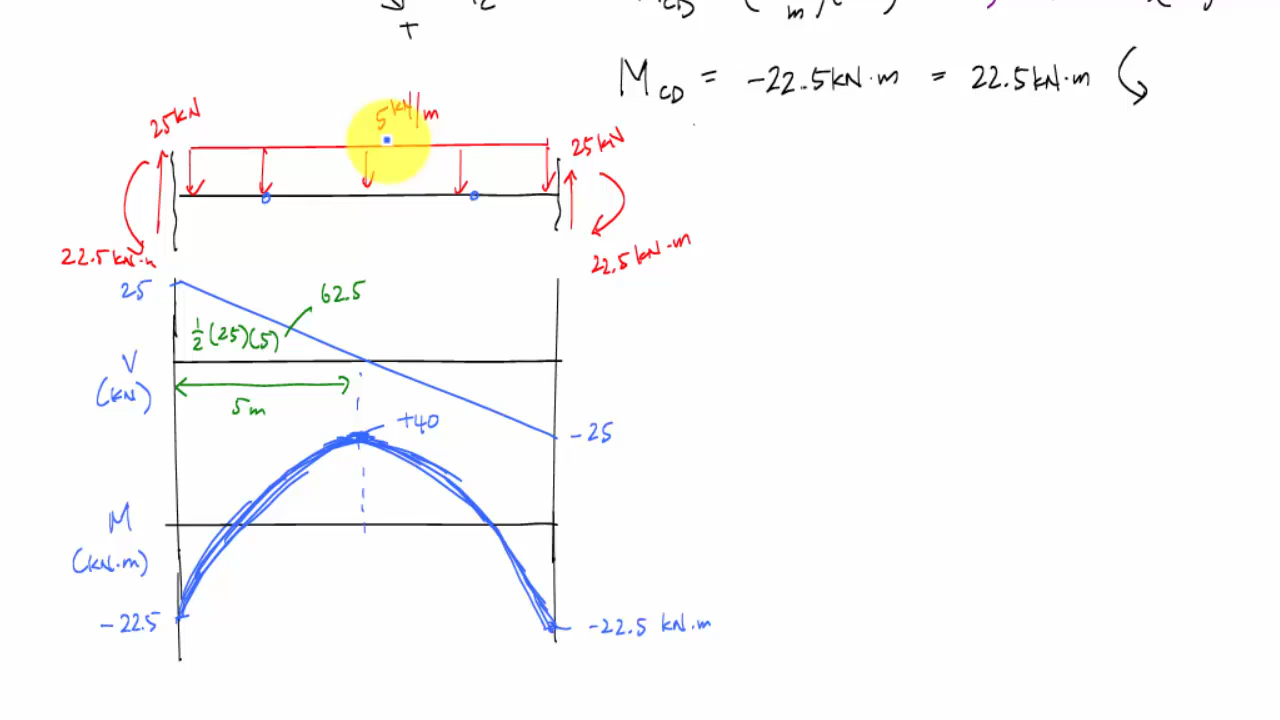 M_CD = -22.5kN·m = 22.5kN·m
5kN/m
25kN
25kN
22.5kN·m
22.5kN·m
25
62.5
½(25)(5)
V
(kN)
5m
-25
+40
M
(kN·m)
-22.5
-22.5 kN·m